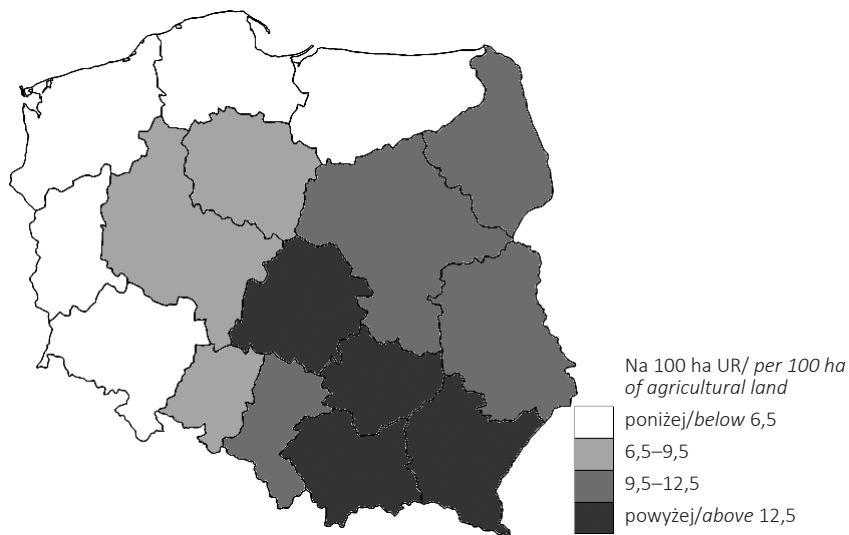 Na 100 ha UR/ per 100 ha
of agricultural land
poniżej/below 6,5
6,5–9,5
9,5–12,5
powyżej/above 12,5